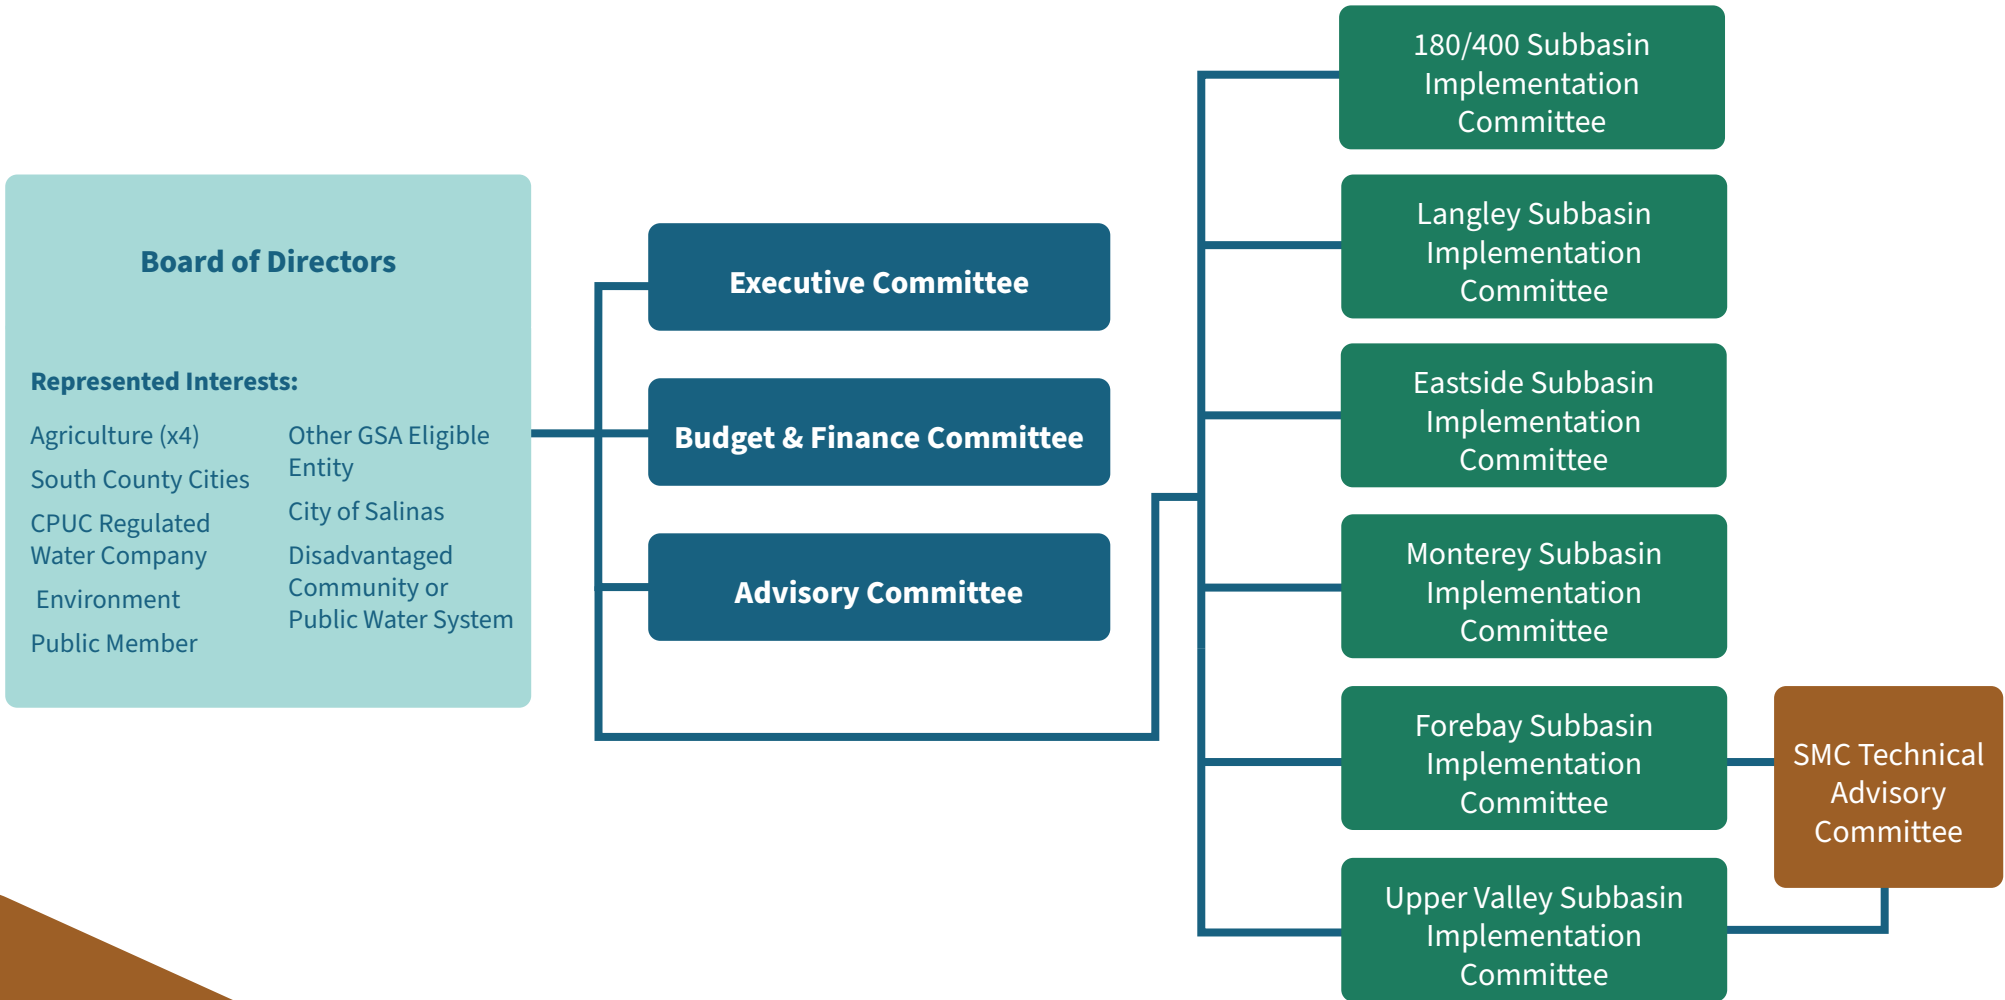 Board of Directors
Represented Interests:
Agriculture (x4)
South County Cities
CPUC Regulated
Water Company
Environment
Public Member
Other GSA Eligible
Entity
City of Salinas
Disadvantaged
Community or
Public Water System
Executive Committee
Budget & Finance Committee
Advisory Committee
180/400 Subbasin
Implementation
Committee
Langley Subbasin
Implementation
Committee
Eastside Subbasin
Implementation
Committee
Monterey Subbasin
Implementation
Committee
Forebay Subbasin
Implementation
Committee
Upper Valley Subbasin
Implementation
Committee
SMC Technical
Advisory
Committee